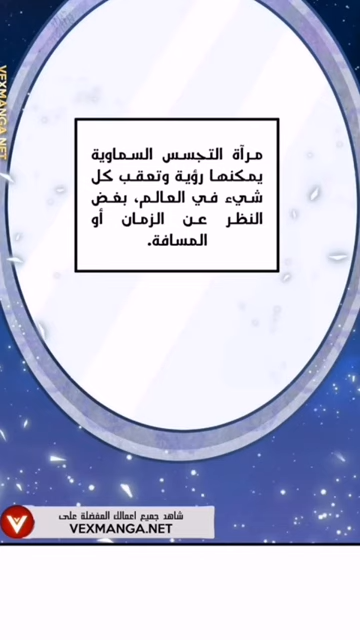 VEXMANGA.NET
مرآة التجسس السماوية
يمكنها رؤية وتعقب كل
شيء في العالم، بغض
النظر عن الزمان أو
المسافة.
شاهد جميع اعمالك المفضلة على
VEXMANGA.NET